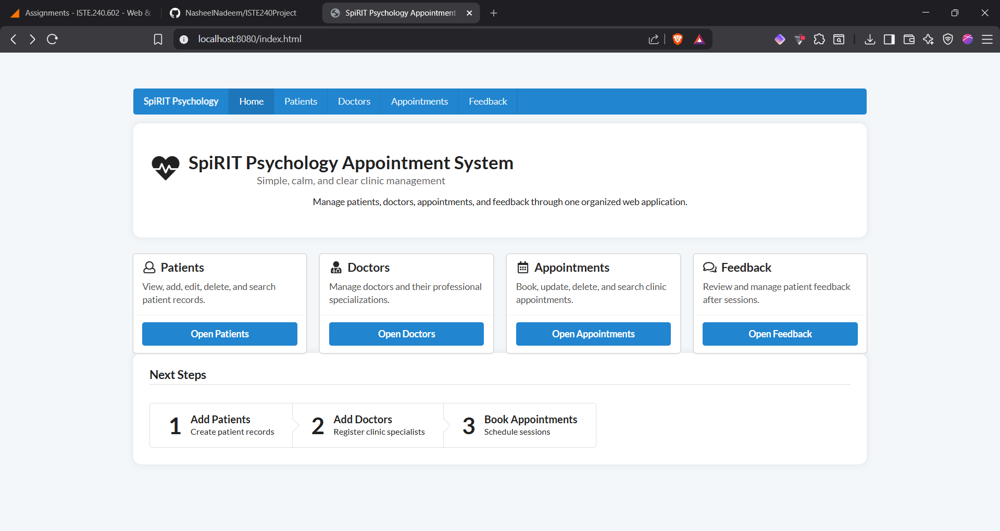 Assignments - ISTE.240.602 - Web &
NasheelNadeem/ISTE240Project
SpiRIT Psychology Appointment
localhost:8080/index.html
SpiRIT Psychology
Home
Patients
Doctors
Appointments
Feedback
SpiRIT Psychology Appointment System
Simple, calm, and clear clinic management
Manage patients, doctors, appointments, and feedback through one organized web application.
Patients
View, add, edit, delete, and search
patient records.
Open Patients
Doctors
Manage doctors and their professional
specializations.
Open Doctors
Appointments
Book, update, delete, and search clinic
appointments.
Open Appointments
Feedback
Review and manage patient feedback
after sessions.
Open Feedback
Next Steps
1
Add Patients
Create patient records
2
Add Doctors
Register clinic specialists
3
Book Appointments
Schedule sessions